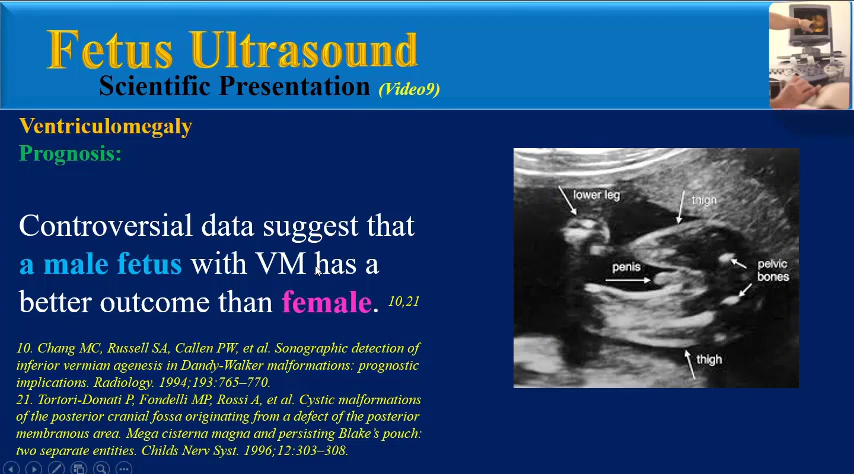 Fetus Ultrasound
Scientific Presentation (Video9)
Ventriculomegaly
Prognosis:
Controversial data suggest that
a male fetus with VM has a
better outcome than female. 10,21
10. Chang MC, Russell SA, Callen PW, et al. Sonographic detection of
inferior vermian agenesis in Dandy-Walker malformations: prognostic
implications. Radiology. 1994;193:765–770.
21. Tortori-Donati P, Fondelli MP, Rossi A, et al. Cystic malformations
of the posterior cranial fossa originating from a defect of the posterior
membranous area. Mega cisterna magna and persisting Blake's pouch:
two separate entities. Childs Nerv Syst. 1996;12:303–308.
lower leg
thigh
penis
pelvic
bones
thigh